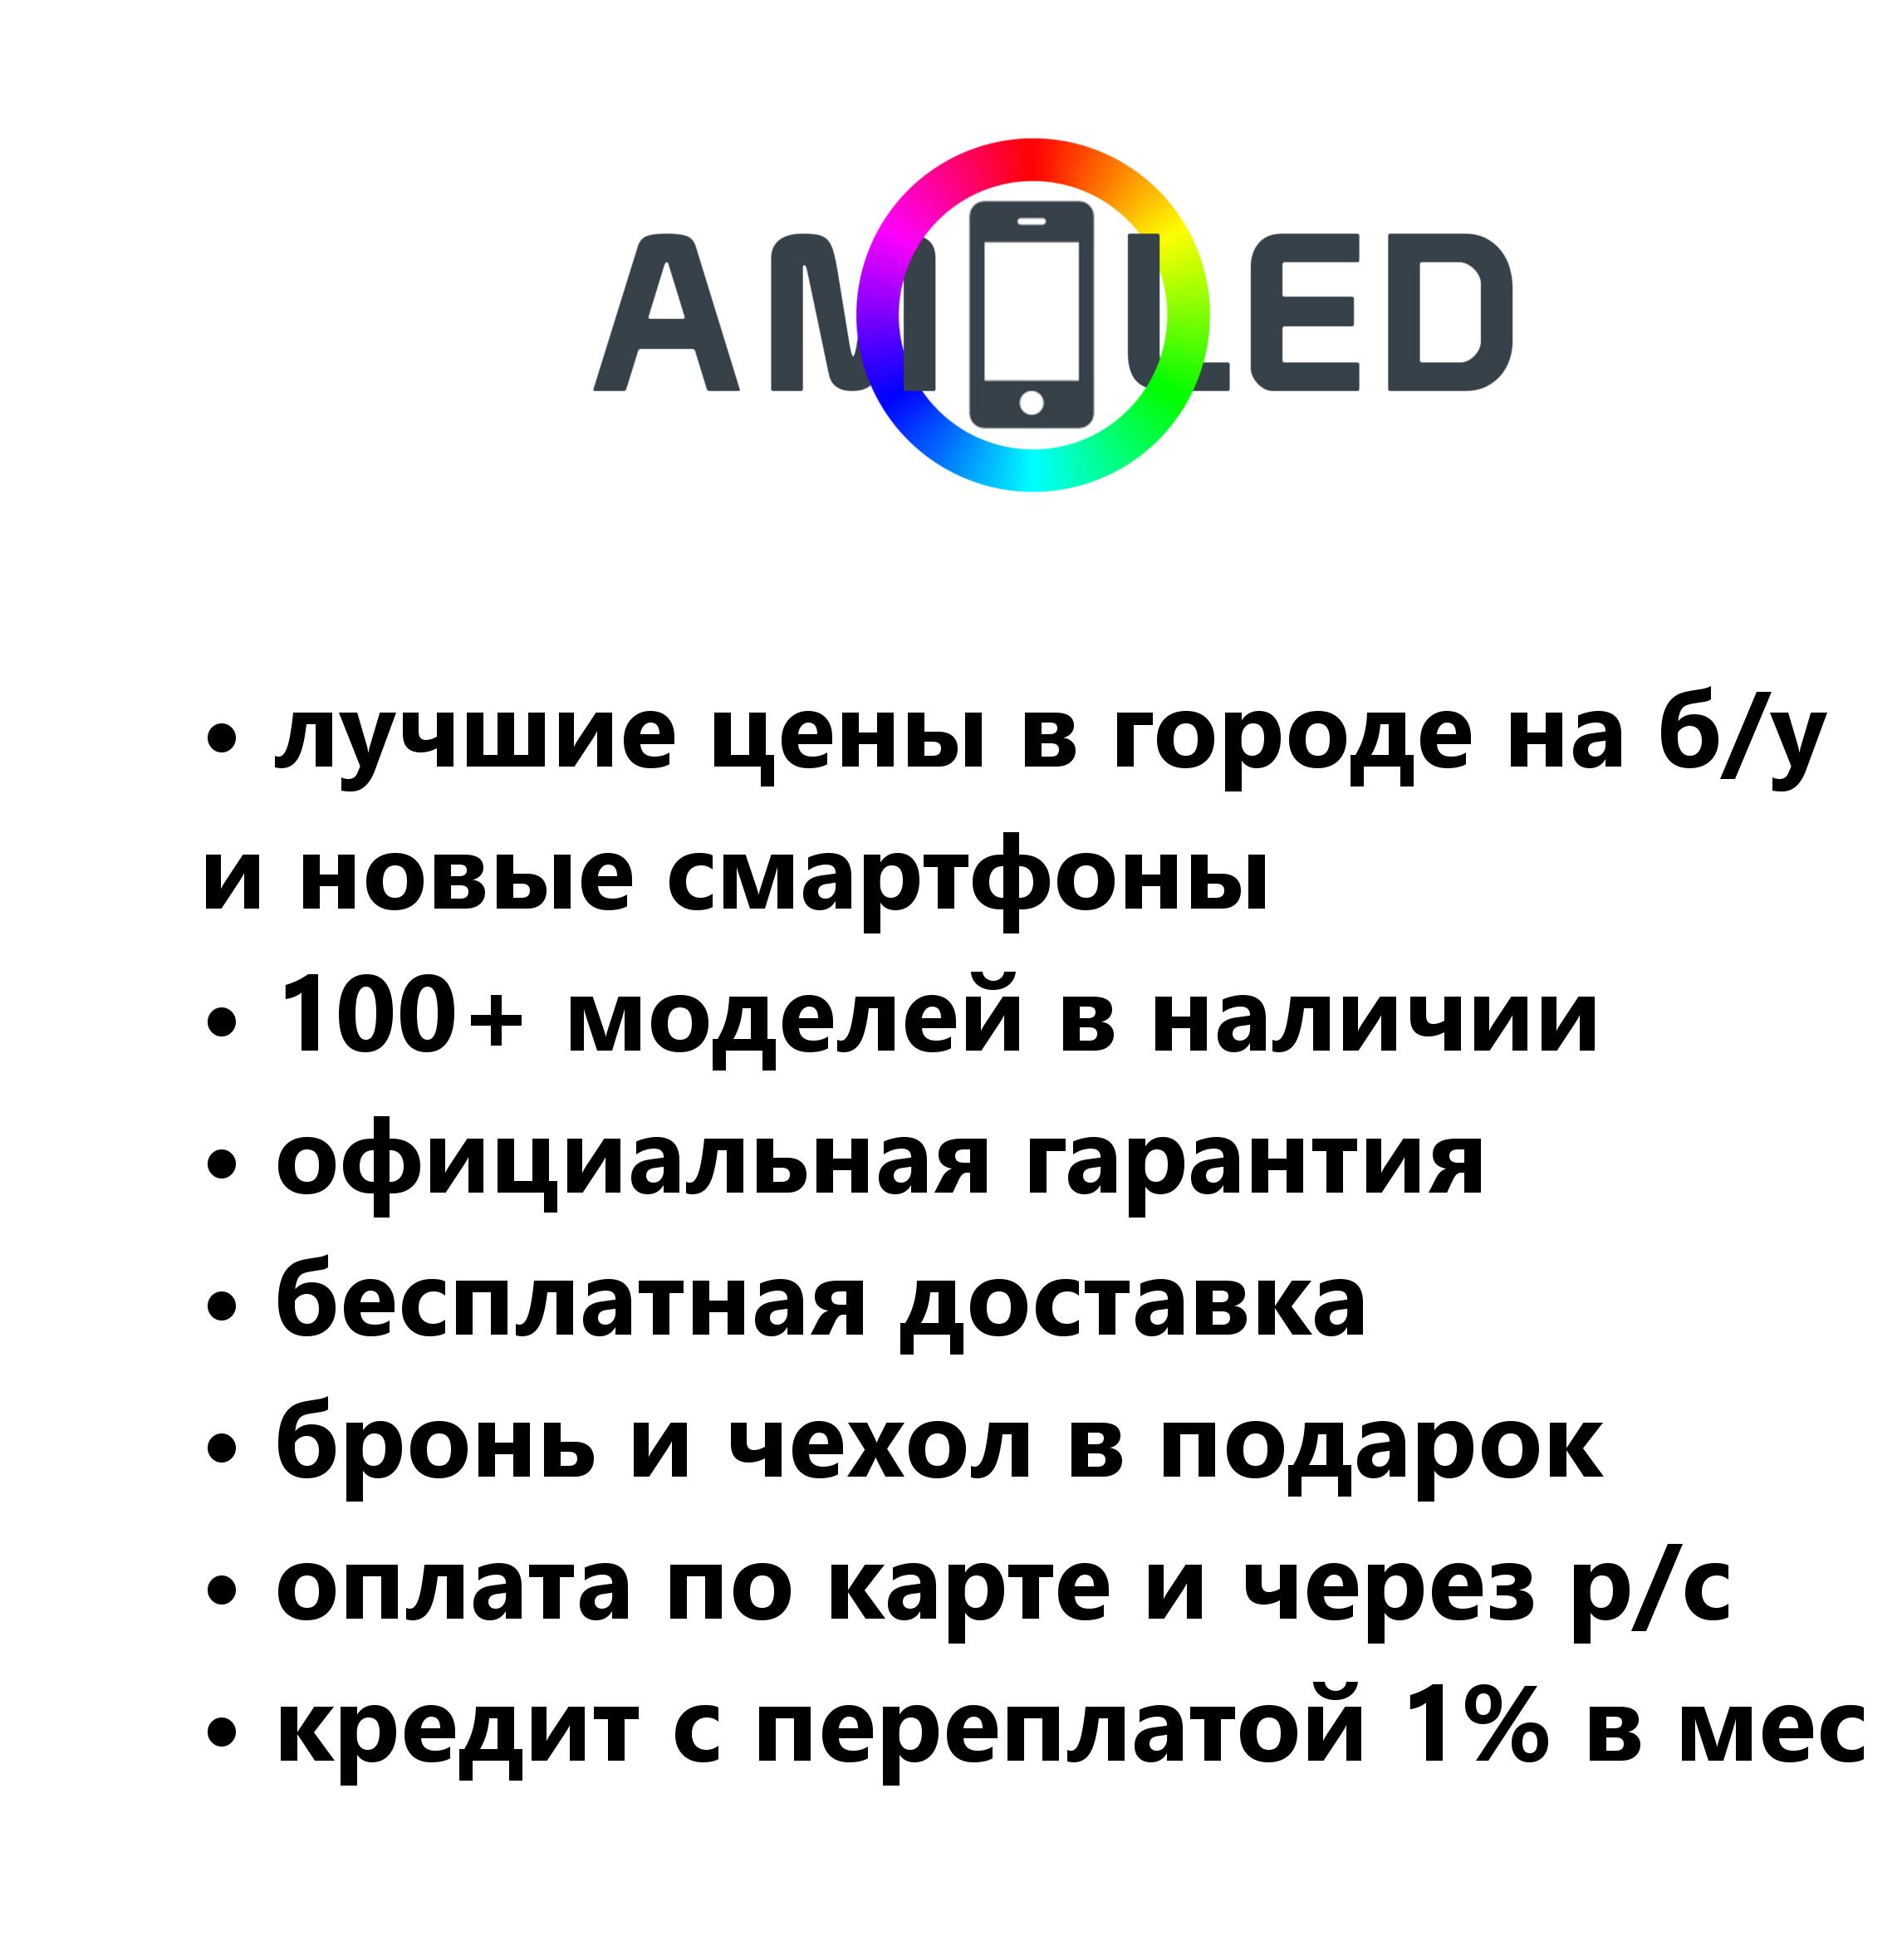 AMOLED
• лучшие цены в городе на б/у
и новые смартфоны
• 100+ моделей в наличии
• официальная гарантия
• бесплатная доставка
• бронь и чехол в подарок
• оплата по карте и через р/с
• кредит с переплатой 1% в мес